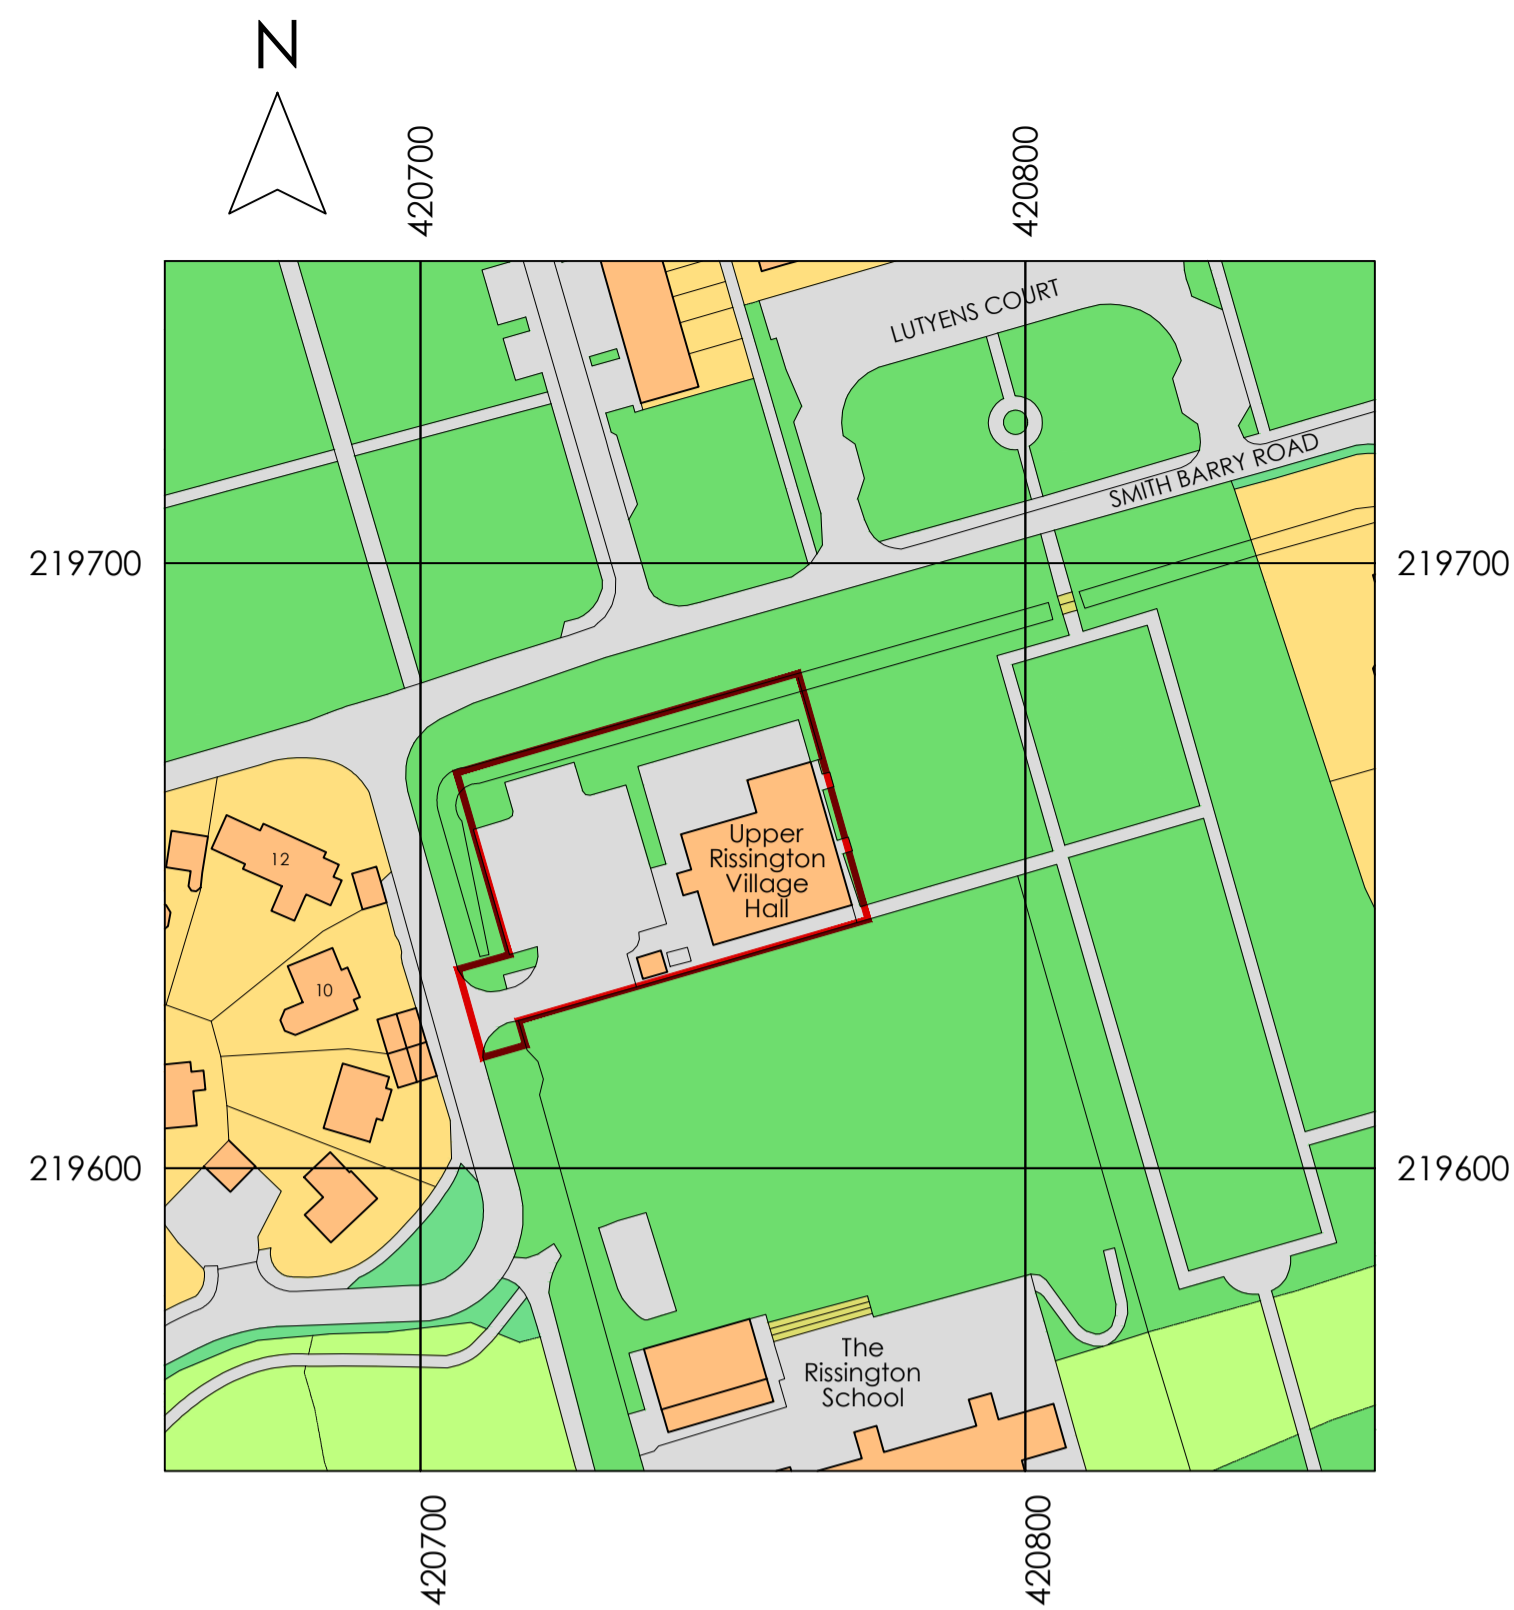 N
420700
420800
LUTYENS COURT
SMITH BARRY ROAD
219700
219700
Upper
Rissington
Village
Hall
12
10
219600
219600
The
Rissington
School
420700
420800